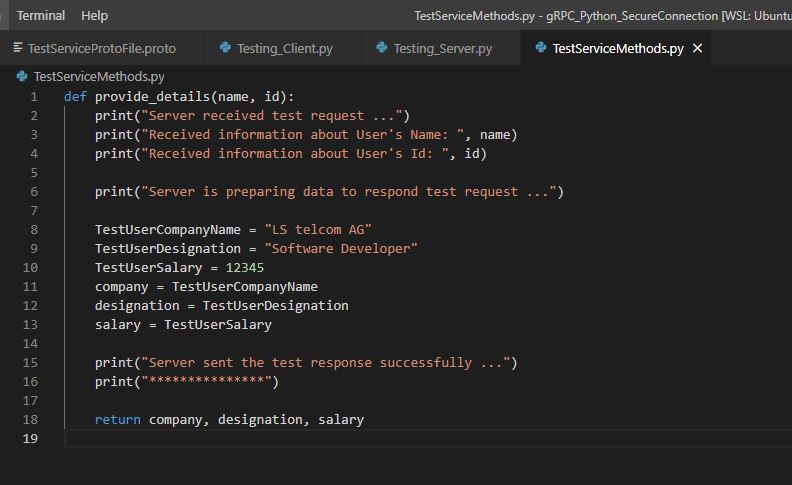 Terminal Help TestServiceMethods.py - gRPC_Python_SecureConnection [WSL: Ubuntu
TestServiceProtoFile.proto Testing_Client.py Testing_Server.py TestServiceMethods.py
TestServiceMethods.py
1 def provide_details(name, id):
2 print("Server received test request ...")
3 print("Received information about User's Name: ", name)
4 print("Received information about User's Id: ", id)
5
6 print("Server is preparing data to respond test request ...")
7
8 TestUserCompanyName = "LS telcom AG"
9 TestUserDesignation = "Software Developer"
10 TestUserSalary = 12345
11 company = TestUserCompanyName
12 designation = TestUserDesignation
13 salary = TestUserSalary
14
15 print("Server sent the test response successfully ...")
16 print("***************")
17
18 return company, designation, salary
19